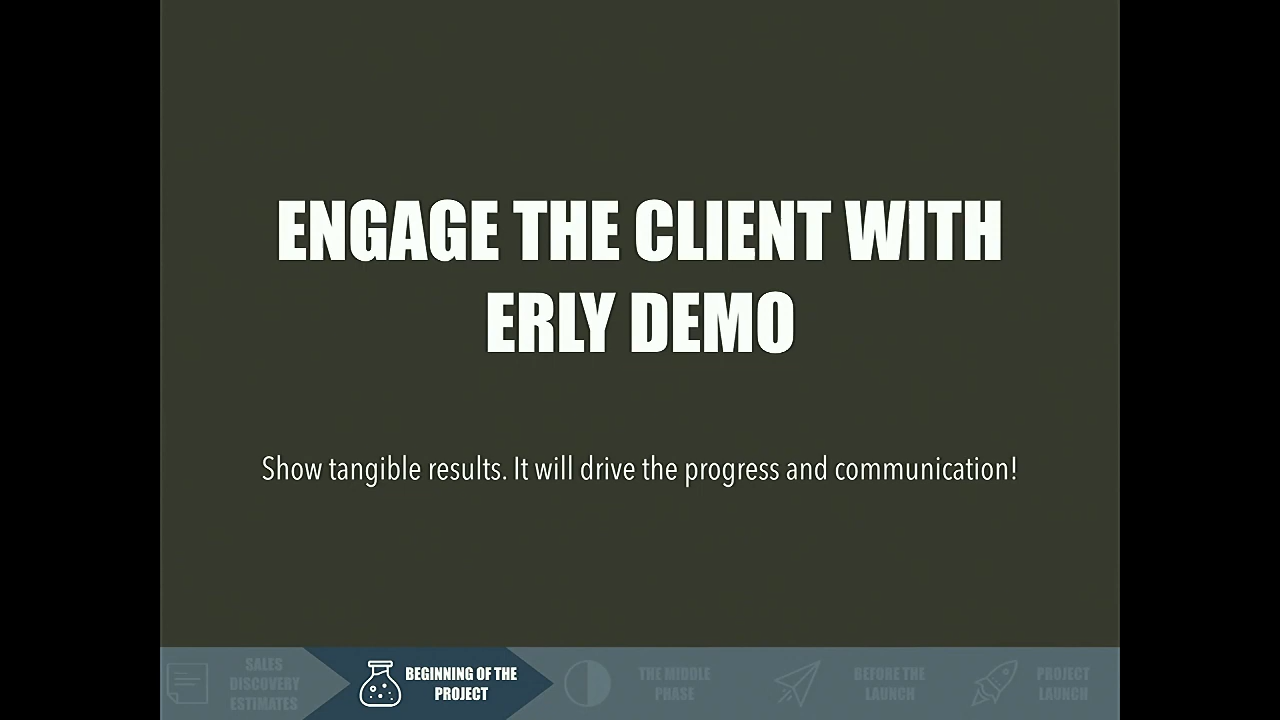 ENGAGE THE CLIENT WITH
ERLY DEMO
Show tangible results. It will drive the progress and communication!
SALES
DISCOVERY
ESTIMATES
BEGINNING OF THE
PROJECT
THE MIDDLE
PHASE
BEFORE THE
LAUNCH
PROJECT
LAUNCH